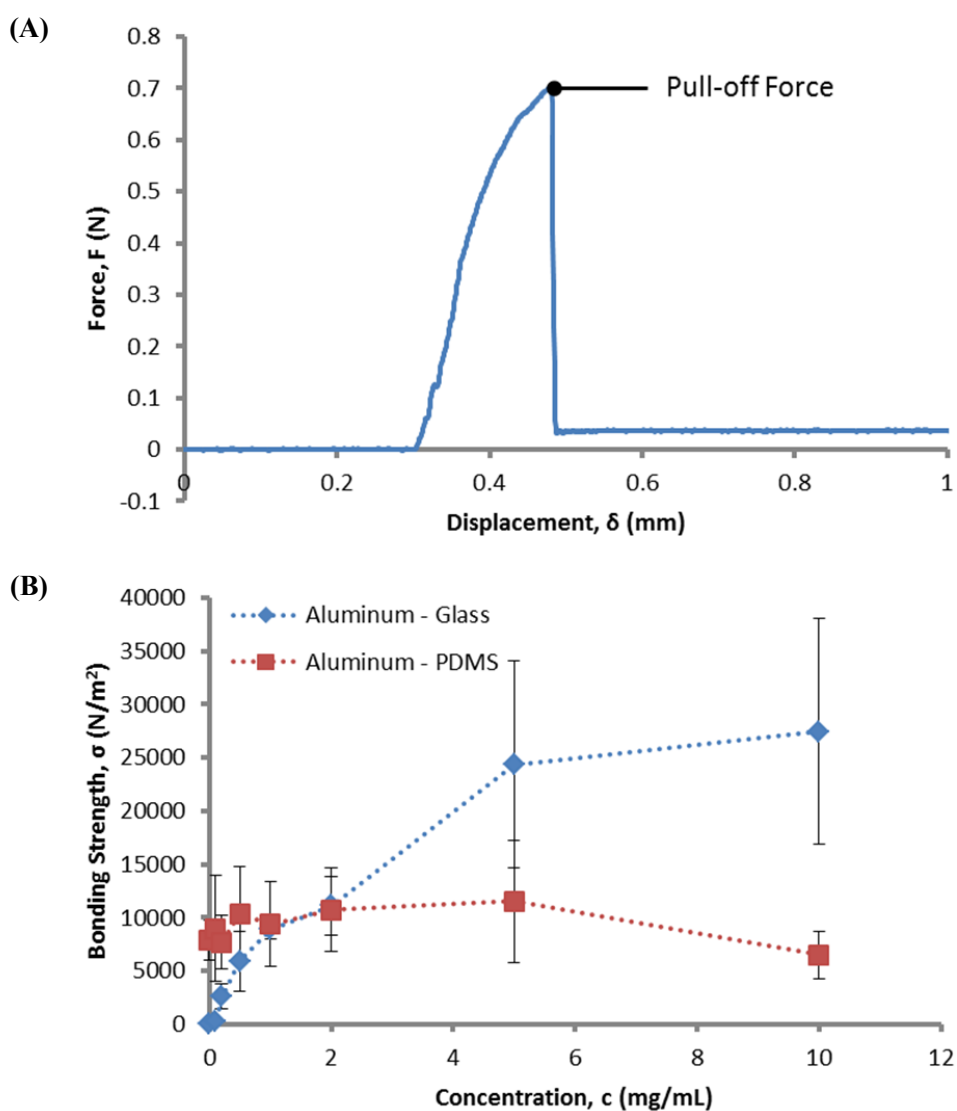 (A)
0.8
0.7
0.6
0.5
0.4
0.3
0.2
0.1
0
-0.1
Force, F (N)
Pull-off Force
0 0.2 0.4 0.6 0.8 1
Displacement, δ (mm)
(B)
40000
35000
30000
25000
20000
15000
10000
5000
0
Bonding Strength, σ (N/m²)
Aluminum - Glass
Aluminum - PDMS
0 2 4 6 8 10 12
Concentration, c (mg/mL)